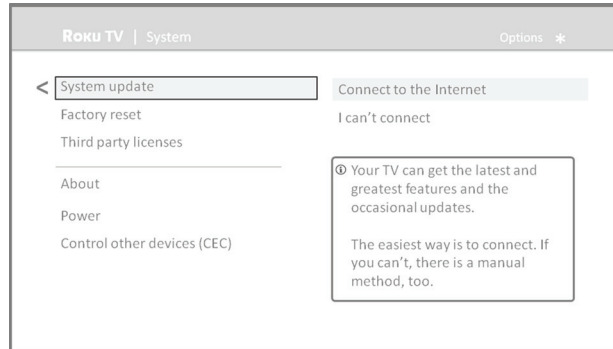 ROKU TV | System
Options *
< System update
Factory reset
Third party licenses
About
Power
Control other devices (CEC)
Connect to the Internet
I can't connect
Your TV can get the latest and
greatest features and the
occasional updates.
The easiest way is to connect. If
you can't, there is a manual
method, too.